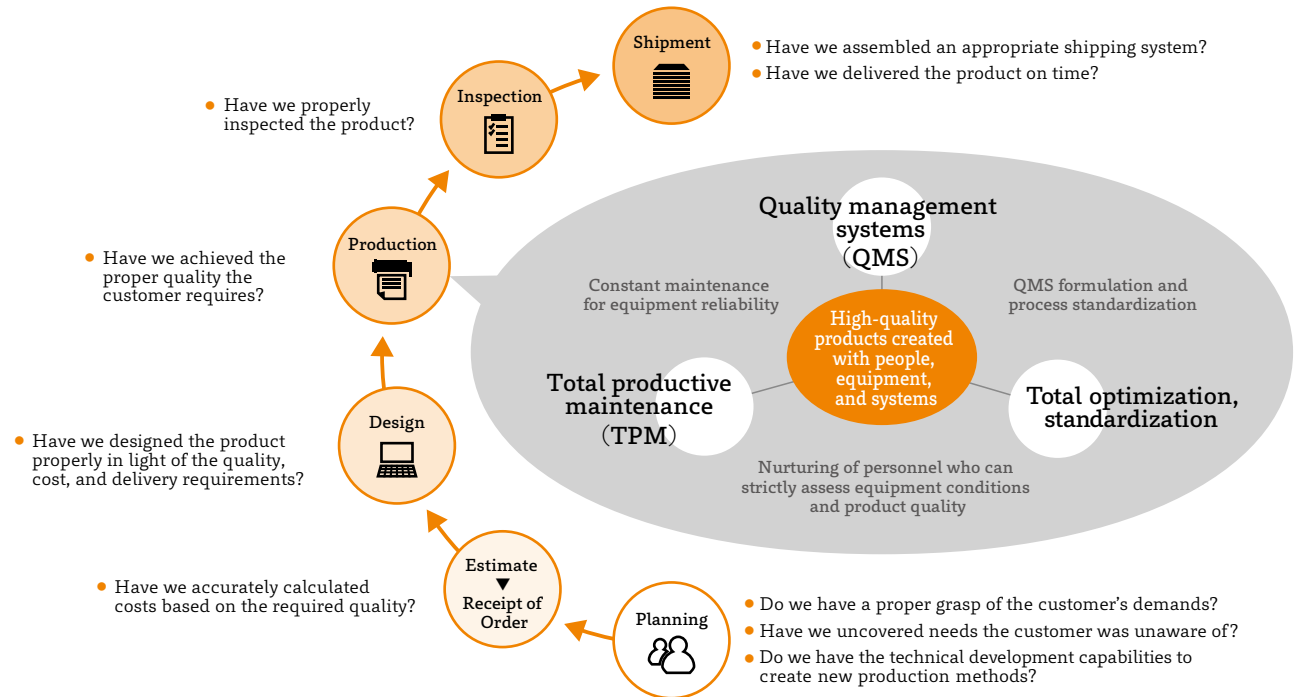 Shipment
• Have we assembled an appropriate shipping system?
• Have we delivered the product on time?
Inspection
• Have we properly
inspected the product?
Production
• Have we achieved the
proper quality the
customer requires?
Quality management
systems
(QMS)
Constant maintenance
for equipment reliability
QMS formulation and
process standardization
High-quality
products created
with people,
equipment,
and systems
Total productive
maintenance
(TPM)
Total optimization,
standardization
Nurturing of personnel who can
strictly assess equipment conditions
and product quality
Design
• Have we designed the product
properly in light of the quality,
cost, and delivery requirements?
Estimate
▼
Receipt of
Order
• Have we accurately calculated
costs based on the required quality?
Planning
• Do we have a proper grasp of the customer’s demands?
• Have we uncovered needs the customer was unaware of?
• Do we have the technical development capabilities to
create new production methods?